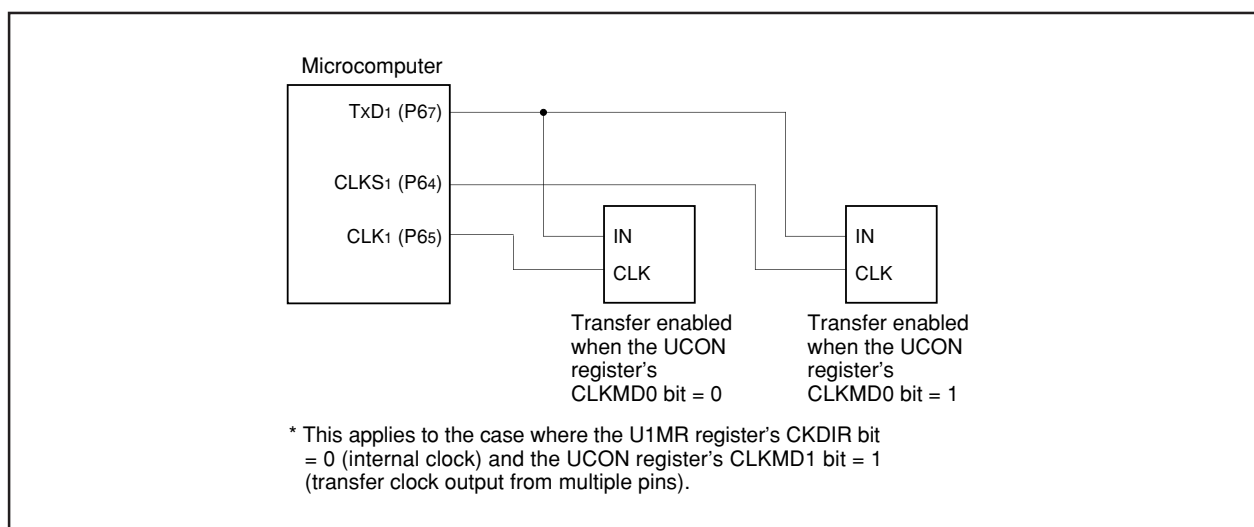 Microcomputer
TxD1 (P67)
CLKS1 (P64)
CLK1 (P65)
IN
CLK
IN
CLK
Transfer enabled
when the UCON
register's
CLKMD0 bit = 0
Transfer enabled
when the UCON
register's
CLKMD0 bit = 1
* This applies to the case where the U1MR register's CKDIR bit
= 0 (internal clock) and the UCON register's CLKMD1 bit = 1
(transfer clock output from multiple pins).